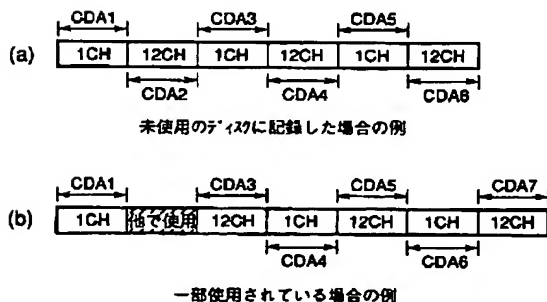 CDA1 CDA3 CDA5
(a) 1CH 12CH 1CH 12CH 1CH 12CH
CDA2 CDA4 CDA6
未使用のディスクに記録した場合の例
CDA1 CDA3 CDA5 CDA7
(b) 1CH 他で使用 12CH 1CH 12CH 1CH 12CH
CDA4 CDA6
一部使用されている場合の例